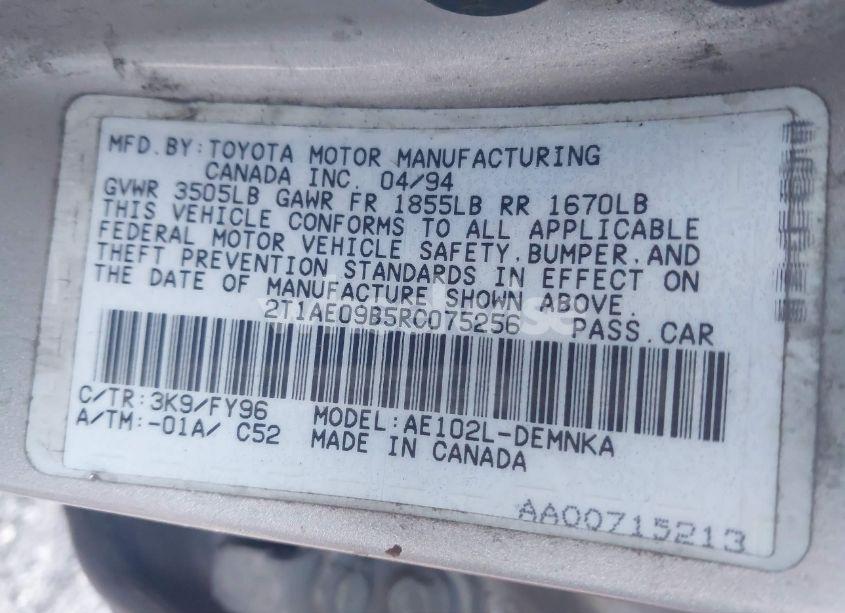 MFD.BY:TOYOTA MOTOR MANUFACTURING
CANADA INC. 04/94
GVWR 3505LB GAWR FR 1855LB RR 1670LB
THIS VEHICLE CONFORMS TO ALL APPLICABLE
FEDERAL MOTOR VEHICLE SAFETY,BUMPER,AND
THEFT PREVENTION STANDARDS IN EFFECT ON
THE DATE OF MANUFACTURE SHOWN ABOVE.
2T1AE09B5RC075256 PASS.CAR
C/TR:3K9/FY96 MODEL:AE102L-DEMNKA
A/TM:-01A/ C52 MADE IN CANADA
AA00715213